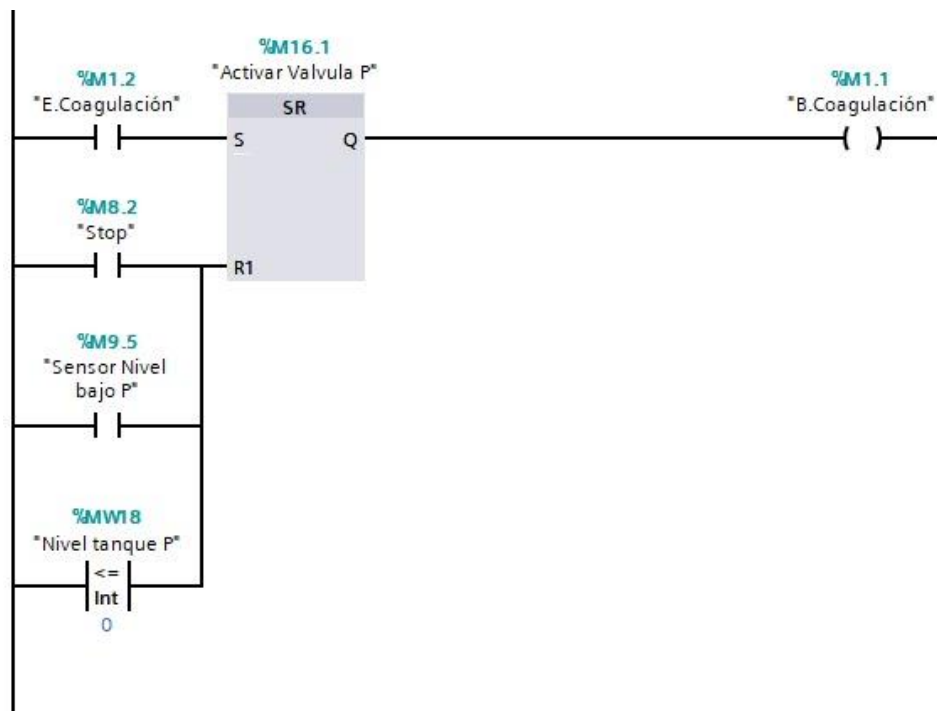 %M16.1
"Activar Valvula P"
%M1.2
"E.Coagulación"
SR
S
Q
%M1.1
"B.Coagulación"
%M8.2
"Stop"
R1
%M9.5
"Sensor Nivel
bajo P"
%MW18
"Nivel tanque P"
<=
Int
0